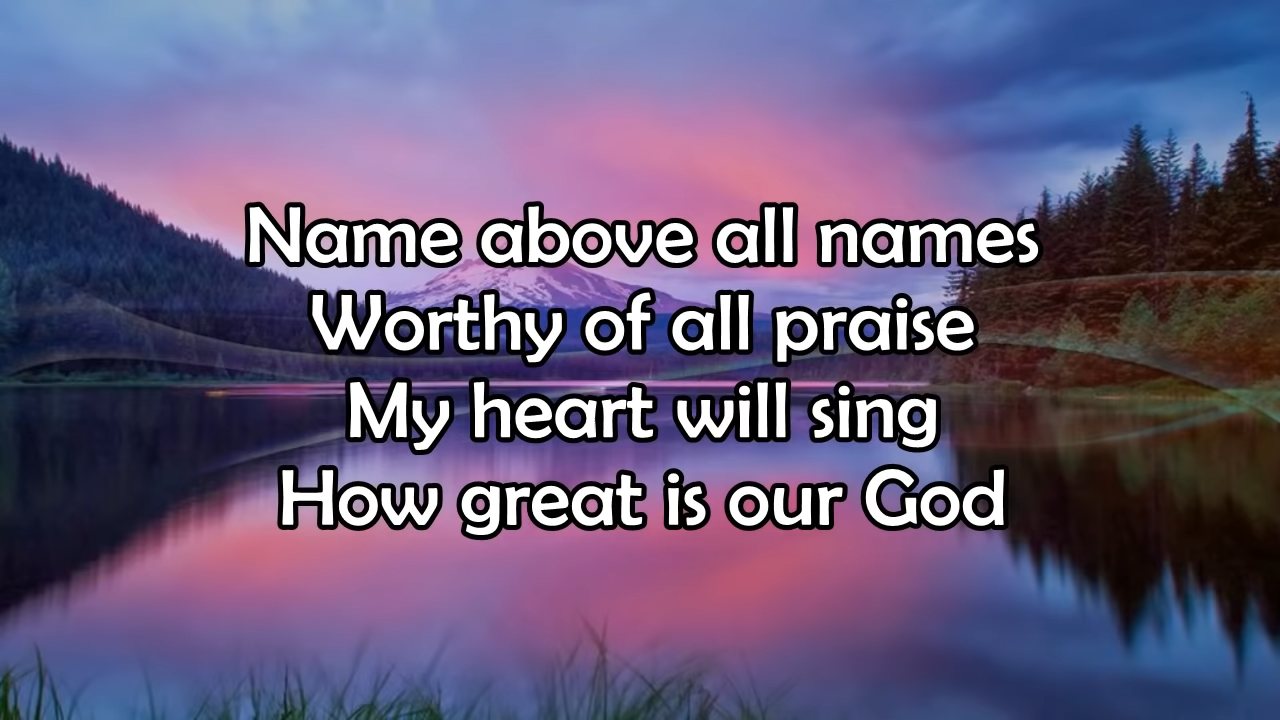 Name above all names
Worthy of all praise
My heart will sing
How great is our God